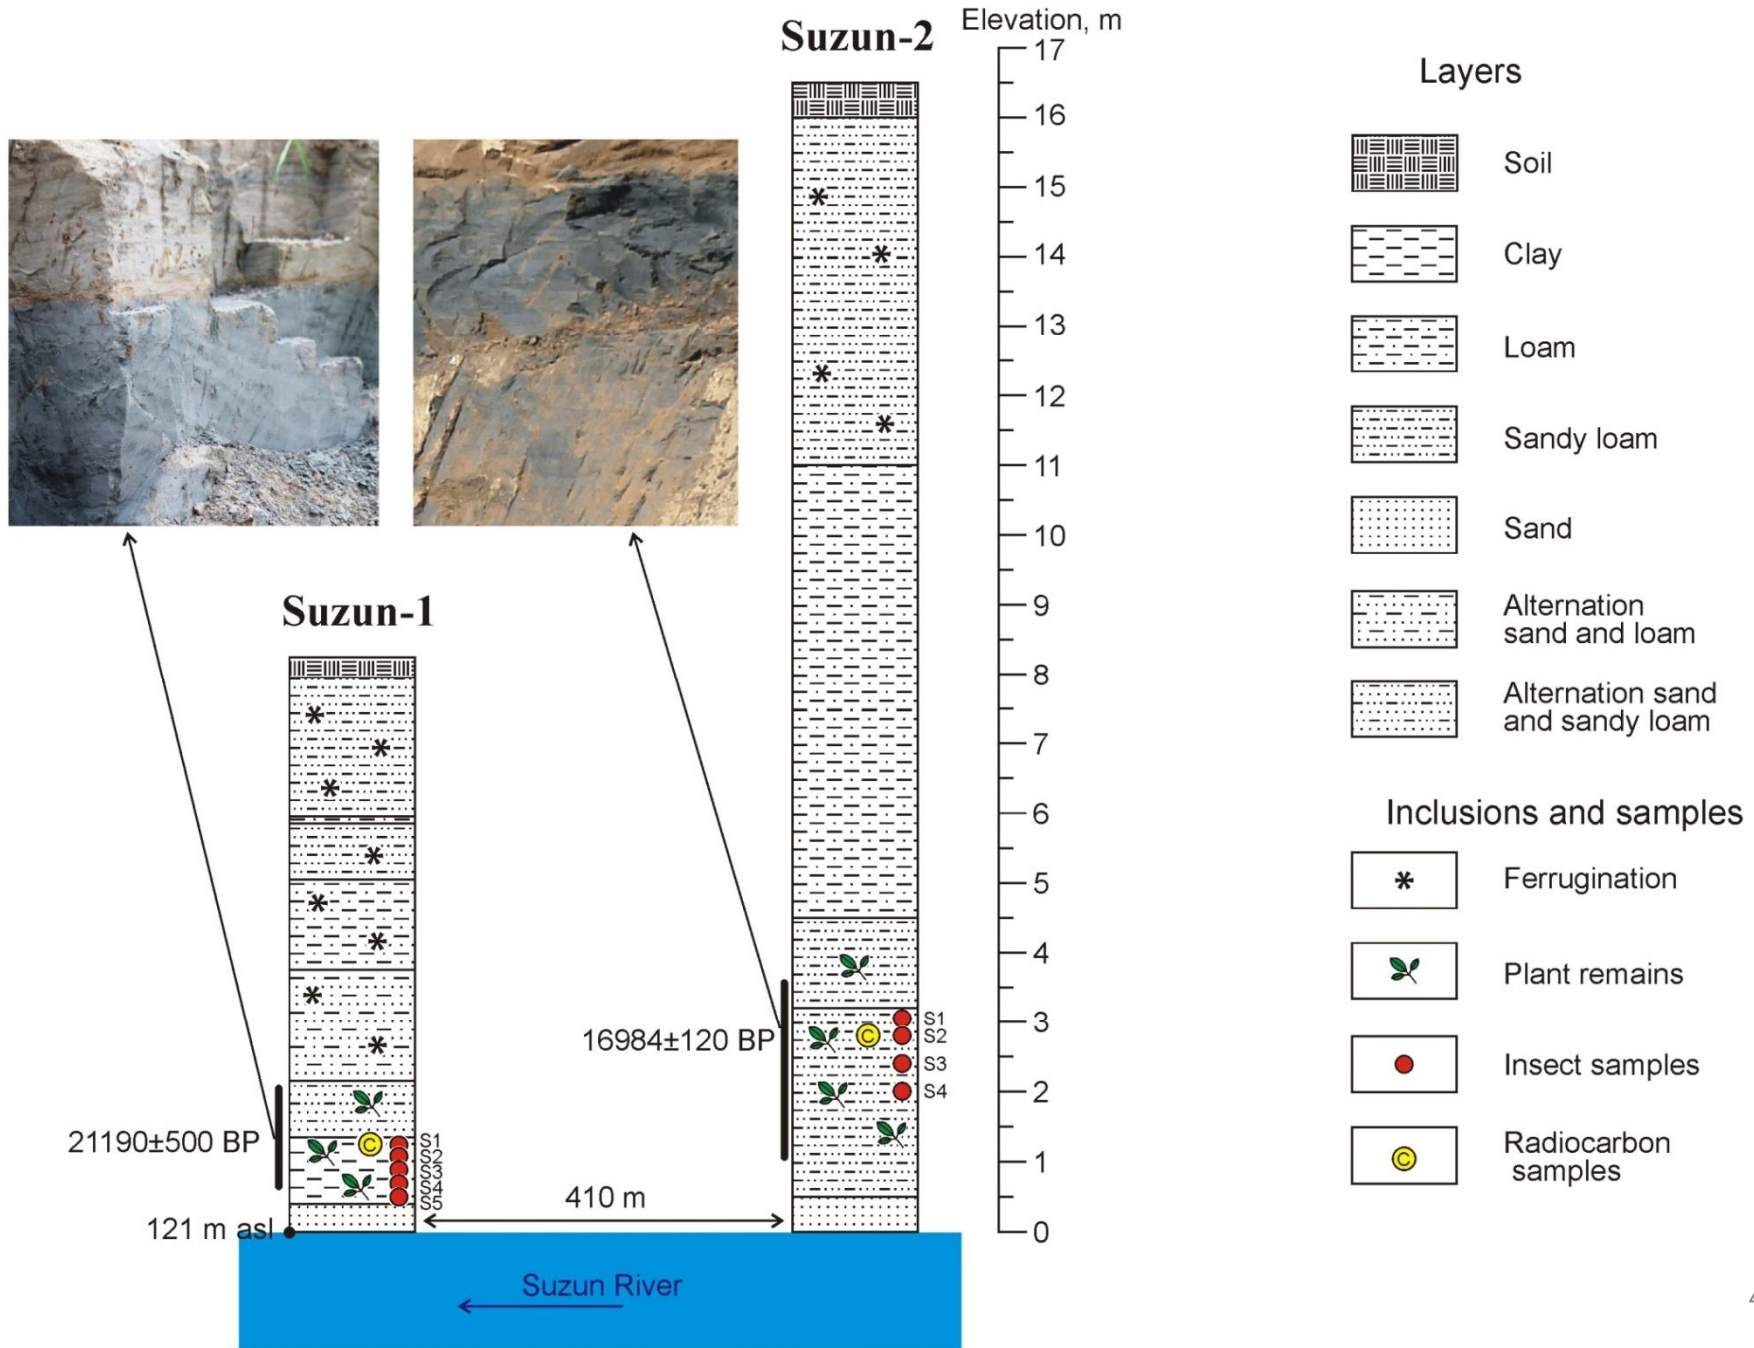 Suzun-2
Elevation, m
17
16
15
14
13
12
11
10
9
8
7
6
5
4
3
2
1
0
Suzun-1
21190±500 BP
16984±120 BP
C
S1
S2
S3
S4
S5
C
S1
S2
S3
S4
410 m
121 m asl
Suzun River
Layers
Soil
Clay
Loam
Sandy loam
Sand
Alternation
sand and loam
Alternation sand
and sandy loam
Inclusions and samples
Ferrugination
Plant remains
Insect samples
C
Radiocarbon
samples